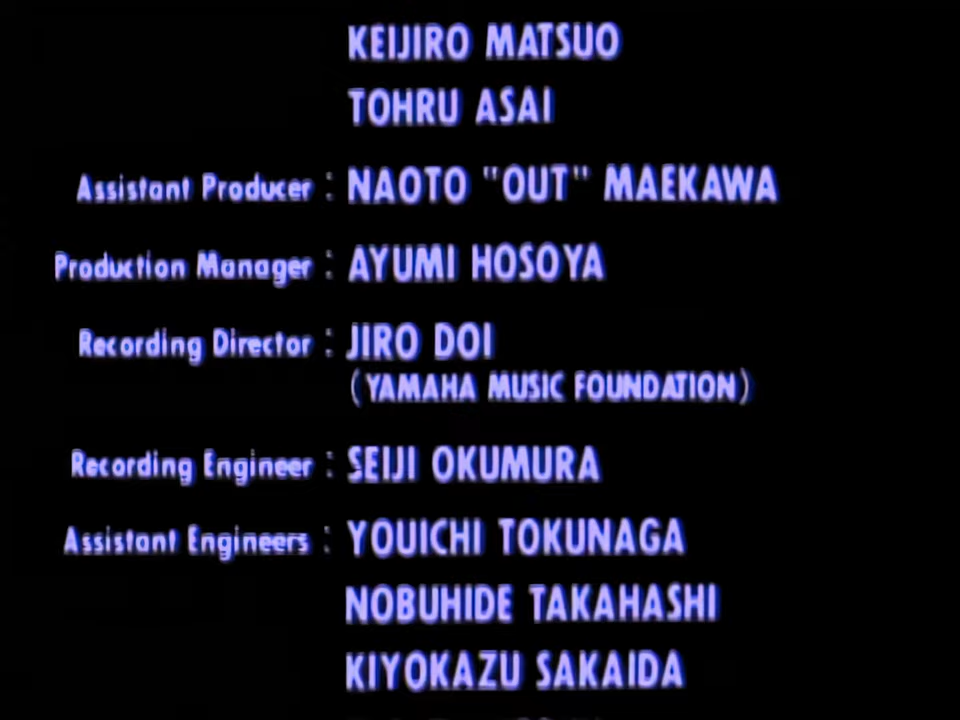 KEIJIRO MATSUO
TOHRU ASAI
Assistant Producer : NAOTO "OUT" MAEKAWA
Production Manager : AYUMI HOSOYA
Recording Director : JIRO DOI
(YAMAHA MUSIC FOUNDATION)
Recording Engineer : SEIJI OKUMURA
Assistant Engineers : YOUICHI TOKUNAGA
NOBUHIDE TAKAHASHI
KIYOKAZU SAKAIDA